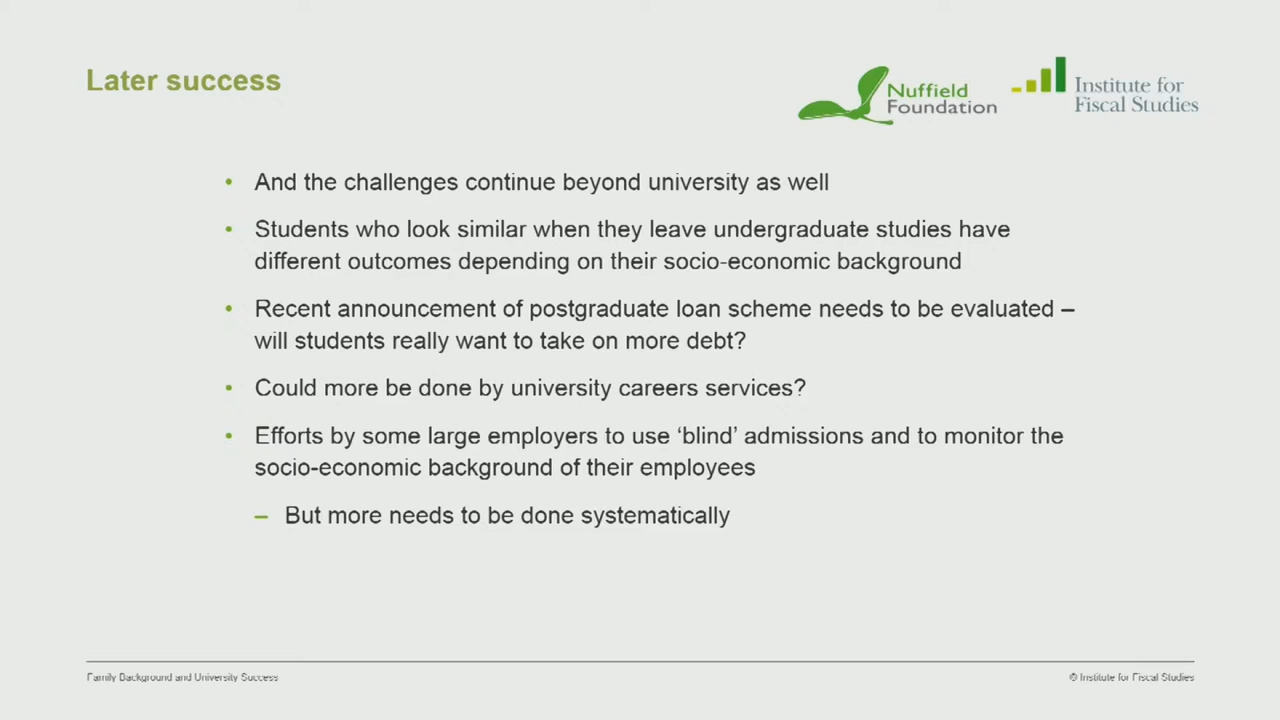 Later success
Nuffield
Foundation
Institute for
Fiscal Studies
• And the challenges continue beyond university as well
• Students who look similar when they leave undergraduate studies have
different outcomes depending on their socio-economic background
• Recent announcement of postgraduate loan scheme needs to be evaluated –
will students really want to take on more debt?
• Could more be done by university careers services?
• Efforts by some large employers to use ‘blind’ admissions and to monitor the
socio-economic background of their employees
– But more needs to be done systematically
Family Background and University Success
© Institute for Fiscal Studies